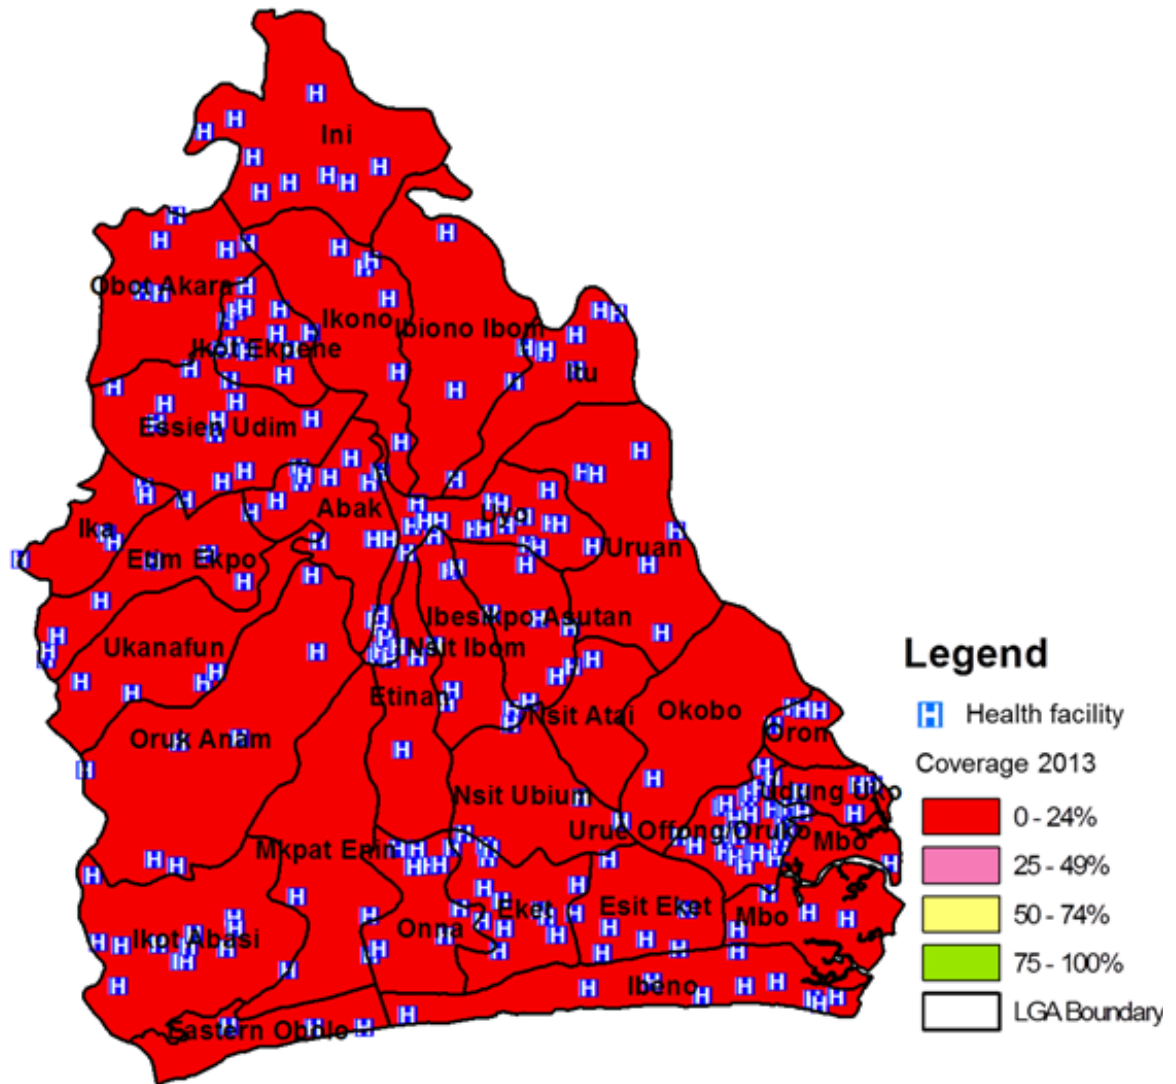 Ini
Obot Akara
Ikono
Ibiono Ibom
Ikot Ekpene
Itu
Essien Udim
Abak
Uyo
Ika
Etim Ekpo
Uruan
Ibesikpo Asutan
Ukanafun
Nsit Ibom
Etinan
Nsit Atai
Okobo
Oruk Anam
Oron
Nsit Ubium
Udung Uko
Urue Offong/Oruko
Mbo
Mkpat Enin
Eket
Esit Eket
Mbo
Onna
Ikot Abasi
Ibeno
Eastern Obolo
Legend
H Health facility
Coverage 2013
0 - 24%
25 - 49%
50 - 74%
75 - 100%
LGA Boundary